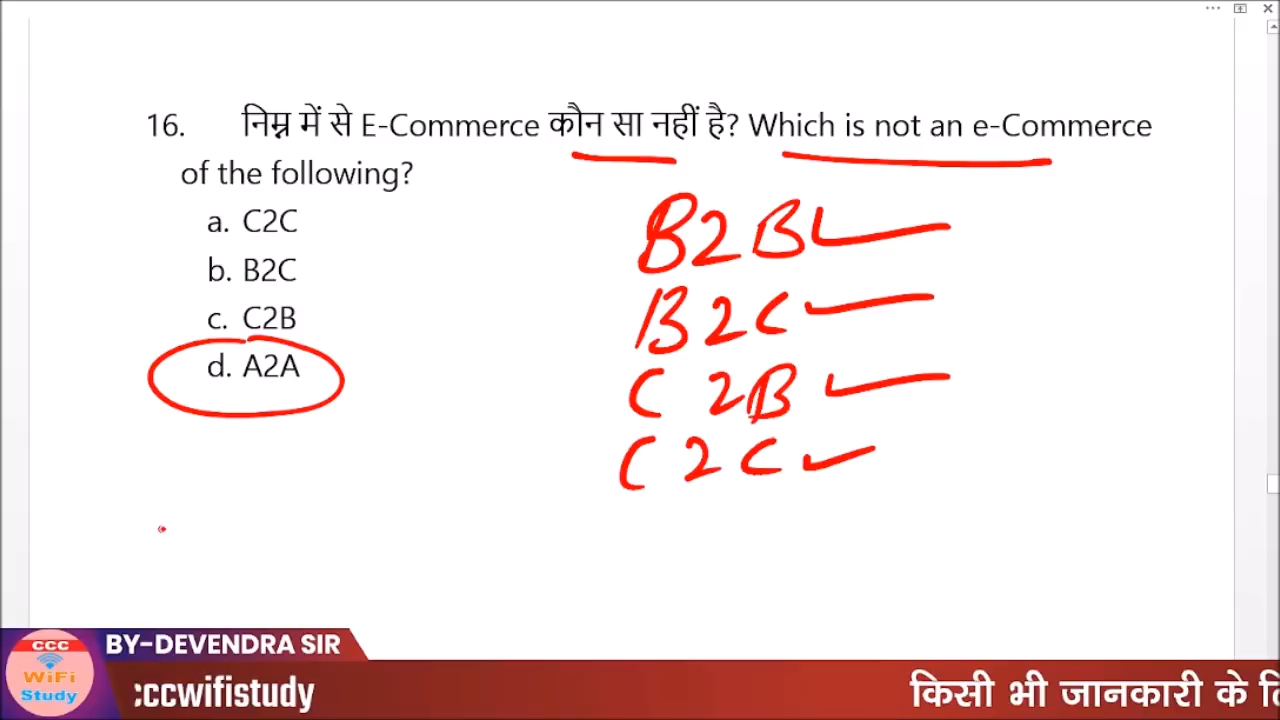 16. निम्न में से E-Commerce कौन सा नहीं है? Which is not an e-Commerce
of the following?
a. C2C
b. B2C
c. C2B
d. A2A
B2B
B2C
C2B
C2C
CCC
WiFi
Study
BY-DEVENDRA SIR
:ccwifistudy
किसी भी जानकारी के